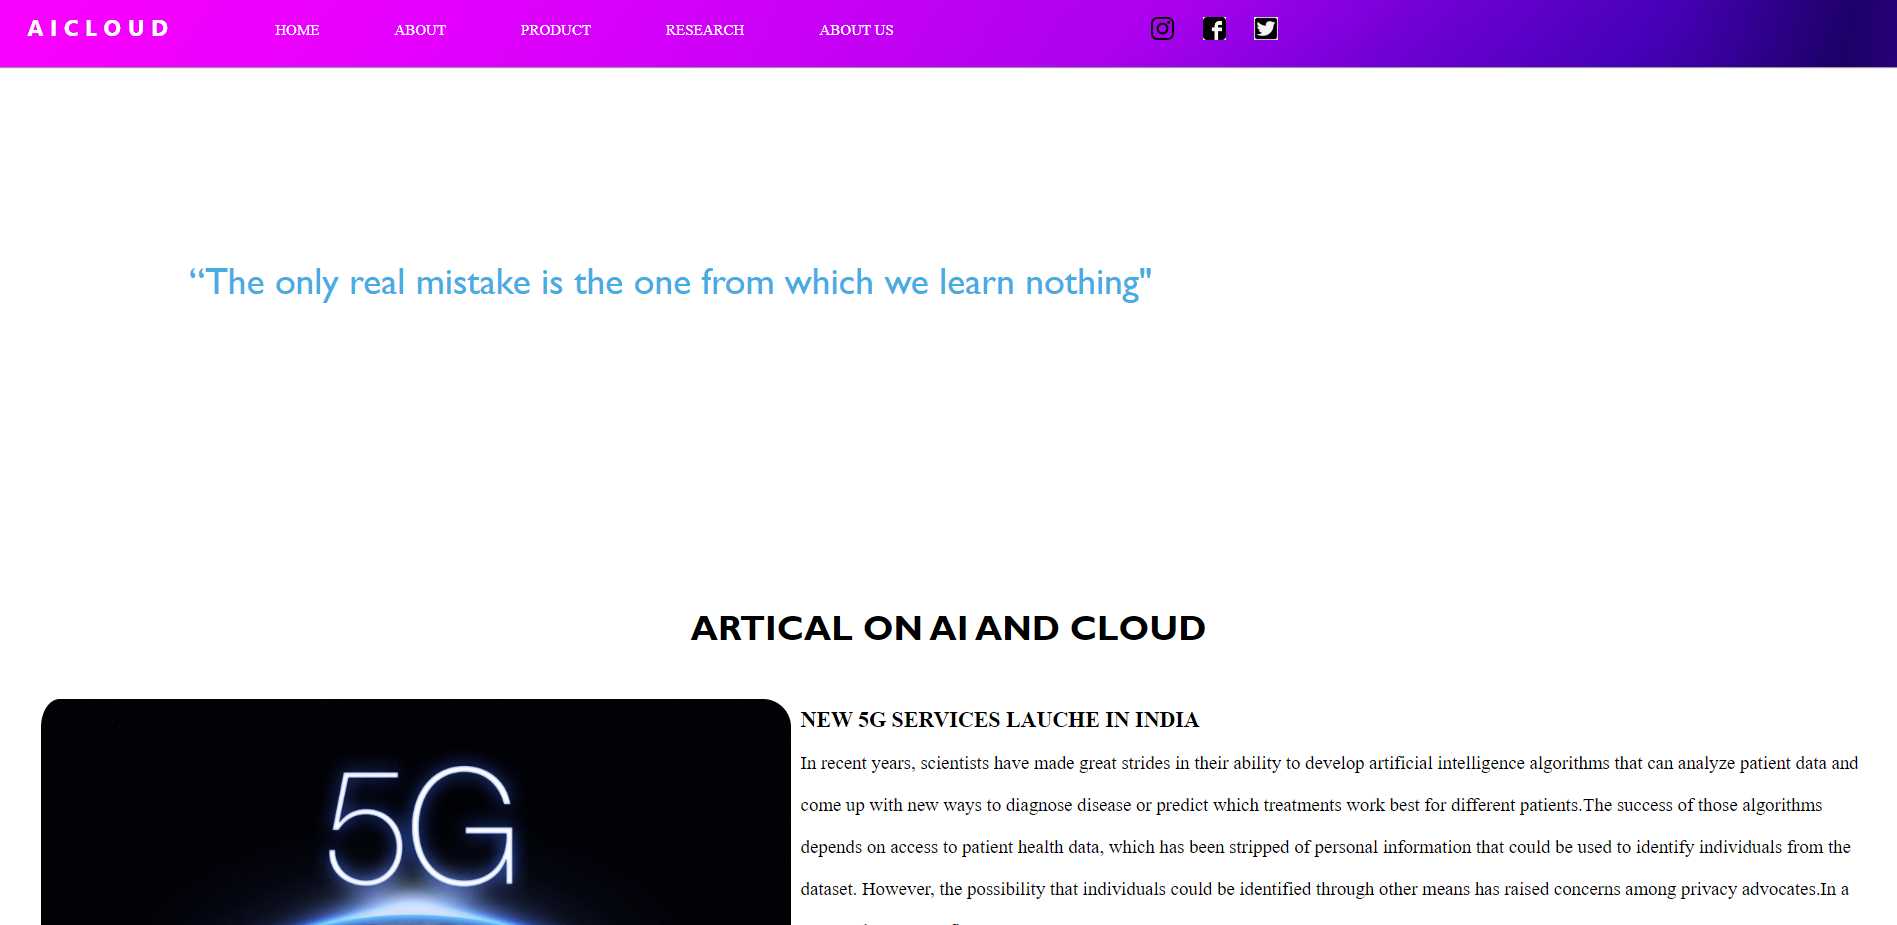 AICLOUD HOME ABOUT PRODUCT RESEARCH ABOUT US
“The only real mistake is the one from which we learn nothing"
ARTICAL ON AI AND CLOUD
5G
NEW 5G SERVICES LAUCHE IN INDIA
In recent years, scientists have made great strides in their ability to develop artificial intelligence algorithms that can analyze patient data and
come up with new ways to diagnose disease or predict which treatments work best for different patients.The success of those algorithms
depends on access to patient health data, which has been stripped of personal information that could be used to identify individuals from the
dataset. However, the possibility that individuals could be identified through other means has raised concerns among privacy advocates.In a